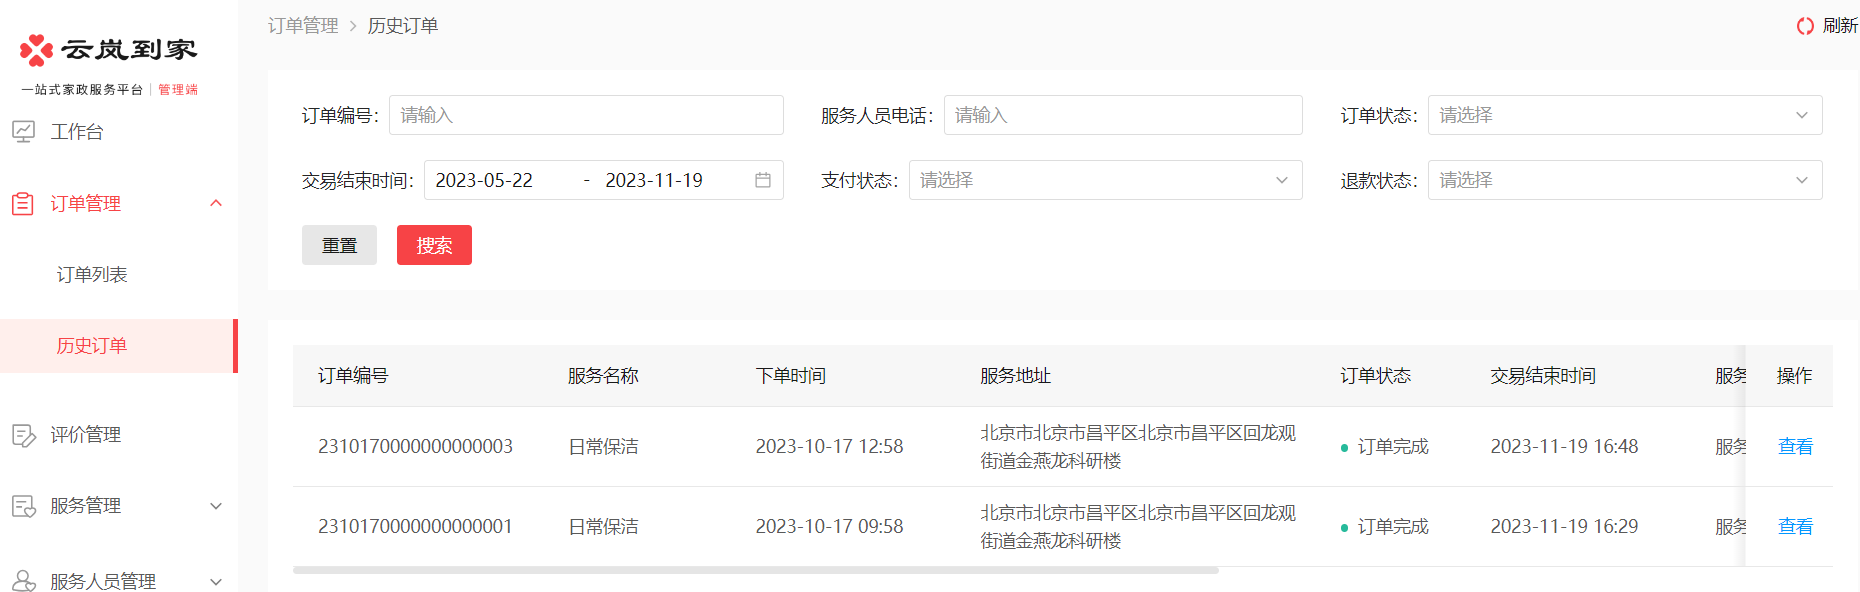 云岚到家
一站式家政服务平台 管理端
工作台
订单管理
订单列表
历史订单
评价管理
服务管理
服务人员管理
订单管理 > 历史订单
刷新
订单编号: 请输入 服务人员电话: 请输入 订单状态: 请选择
交易结束时间: 2023-05-22 - 2023-11-19 支付状态: 请选择 退款状态: 请选择
重置 搜索
订单编号 服务名称 下单时间 服务地址 订单状态 交易结束时间 服务 操作
2310170000000000003 日常保洁 2023-10-17 12:58 北京市北京市昌平区北京市昌平区回龙观
街道金燕龙科研楼 订单完成 2023-11-19 16:48 服务 查看
2310170000000000001 日常保洁 2023-10-17 09:58 北京市北京市昌平区北京市昌平区回龙观
街道金燕龙科研楼 订单完成 2023-11-19 16:29 服务 查看